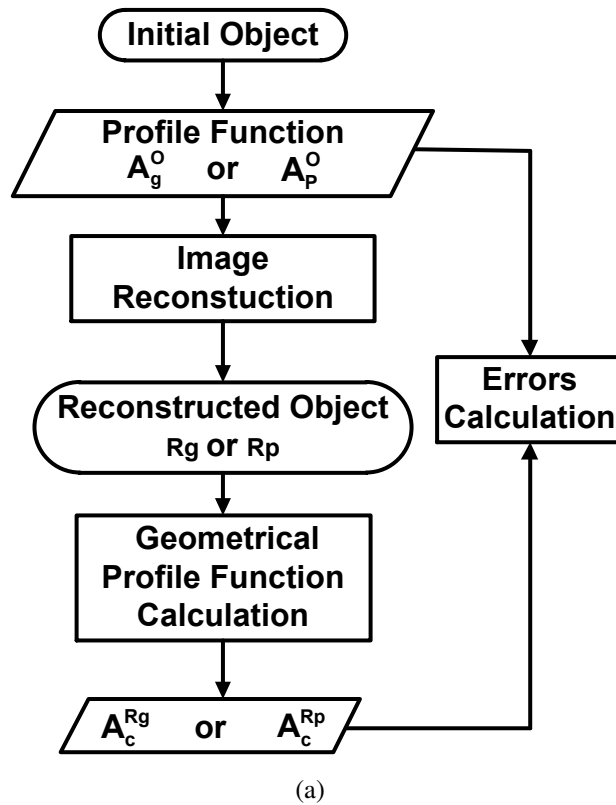 Initial Object
Profile Function
A_g^O or A_P^O
Image
Reconstuction
Reconstructed Object
Rg or Rp
Geometrical
Profile Function
Calculation
A_c^Rg or A_c^Rp
Errors
Calculation
(a)